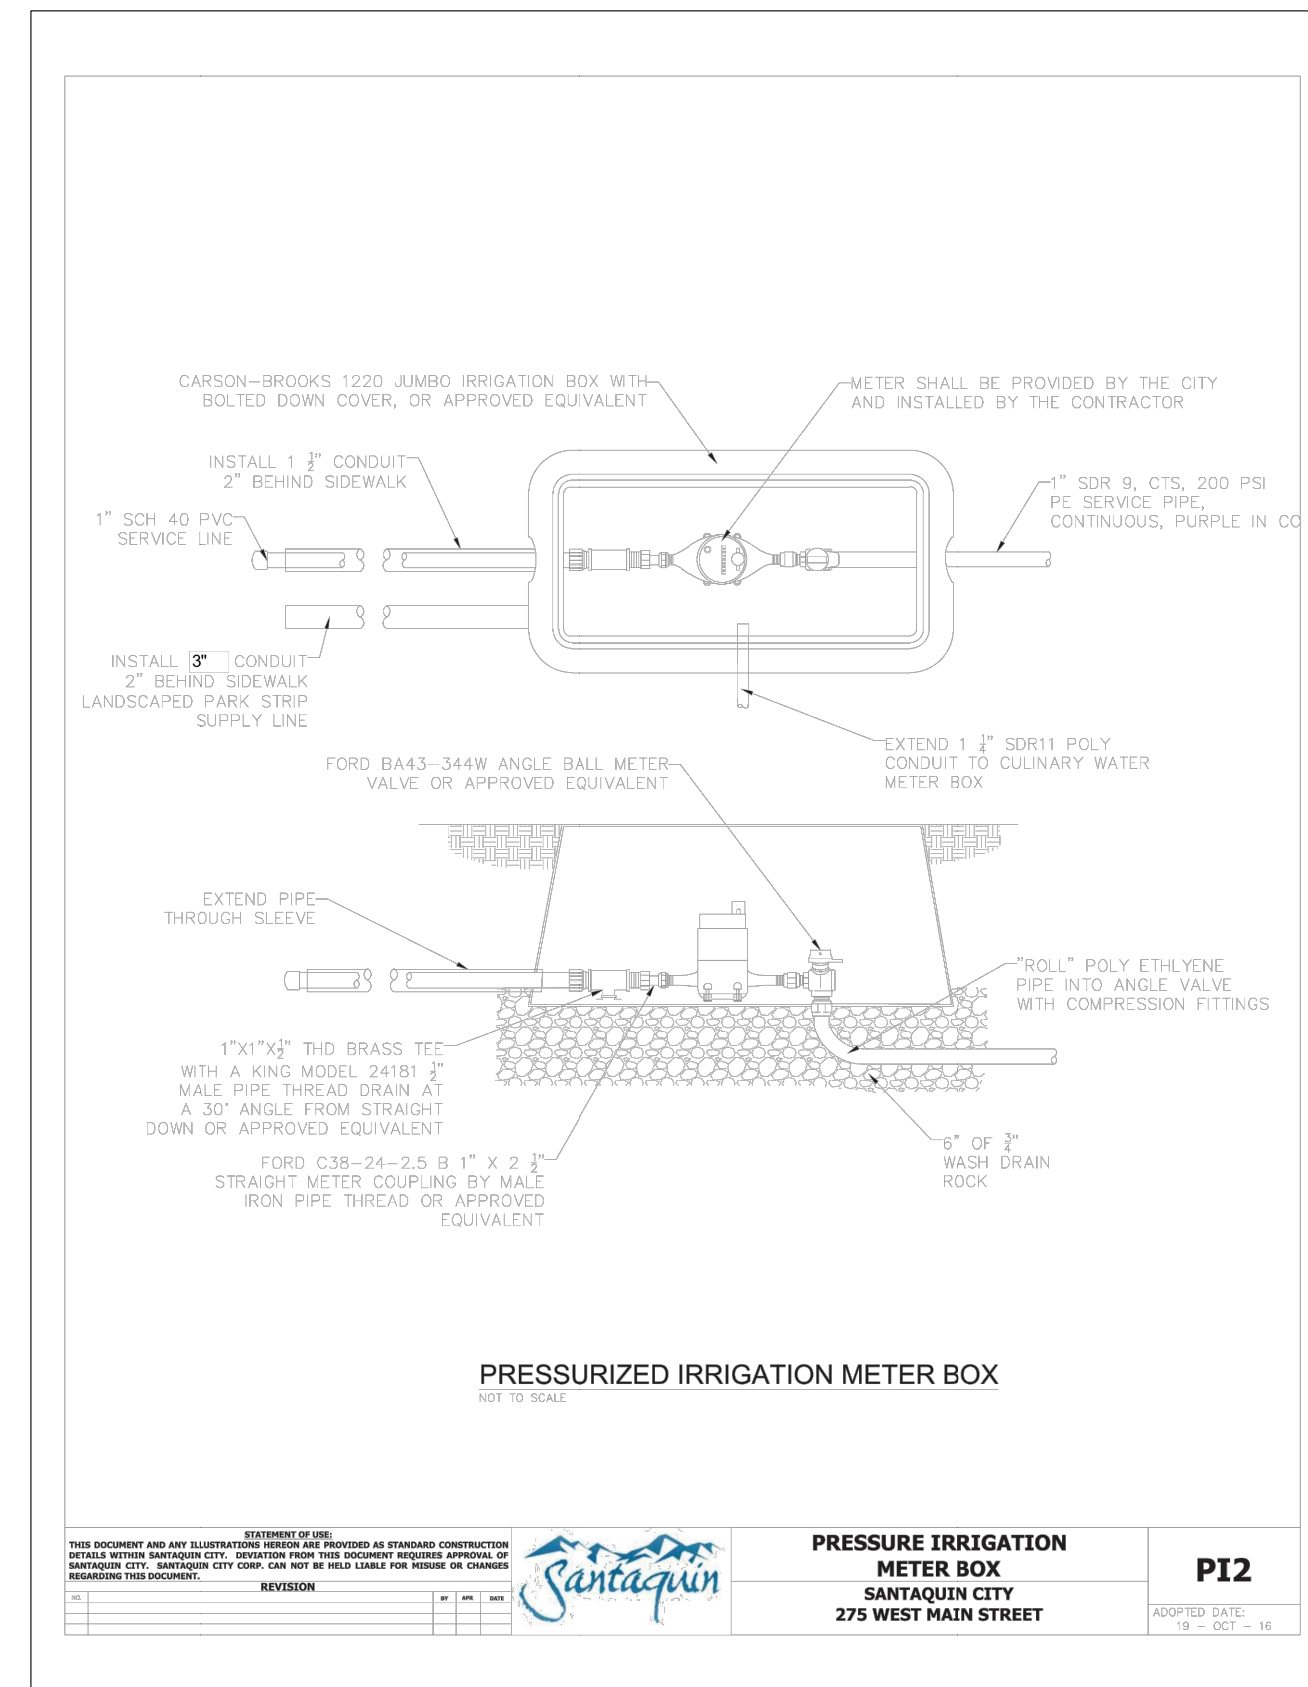 CARSON-BROOKS 1220 JUMBO IRRIGATION BOX WITH
BOLTED DOWN COVER, OR APPROVED EQUIVALENT
METER SHALL BE PROVIDED BY THE CITY
AND INSTALLED BY THE CONTRACTOR
INSTALL 1 1/2" CONDUIT
2" BEHIND SIDEWALK
1" SCH 40 PVC
SERVICE LINE
1" SDR 9, CTS, 200 PSI
PE SERVICE PIPE,
CONTINUOUS, PURPLE IN CO
INSTALL 3" CONDUIT
2" BEHIND SIDEWALK
LANDSCAPED PARK STRIP
SUPPLY LINE
EXTEND 1 1/4" SDR11 POLY
CONDUIT TO CULINARY WATER
METER BOX
FORD BA43-344W ANGLE BALL METER
VALVE OR APPROVED EQUIVALENT
EXTEND PIPE
THROUGH SLEEVE
"ROLL" POLY ETHLYENE
PIPE INTO ANGLE VALVE
WITH COMPRESSION FITTINGS
1"X1"X1/2" THD BRASS TEE
WITH A KING MODEL 24181 1/2"
MALE PIPE THREAD DRAIN AT
A 30° ANGLE FROM STRAIGHT
DOWN OR APPROVED EQUIVALENT
6" OF 3/4"
WASH DRAIN
ROCK
FORD C38-24-2.5 B 1" X 2 1/2"
STRAIGHT METER COUPLING BY MALE
IRON PIPE THREAD OR APPROVED
EQUIVALENT
PRESSURIZED IRRIGATION METER BOX
NOT TO SCALE
STATEMENT OF USE:
THIS DOCUMENT AND ANY ILLUSTRATIONS HEREON ARE PROVIDED AS STANDARD CONSTRUCTION
DETAILS WITHIN SANTAQUIN CITY. DEVIATION FROM THIS DOCUMENT REQUIRES APPROVAL OF
SANTAQUIN CITY. SANTAQUIN CITY CORP. CAN NOT BE HELD LIABLE FOR MISUSE OR CHANGES
REGARDING THIS DOCUMENT.
REVISION
NO. BY APR DATE
Santaquin
PRESSURE IRRIGATION
METER BOX
SANTAQUIN CITY
275 WEST MAIN STREET
PI2
ADOPTED DATE:
19 - OCT - 16